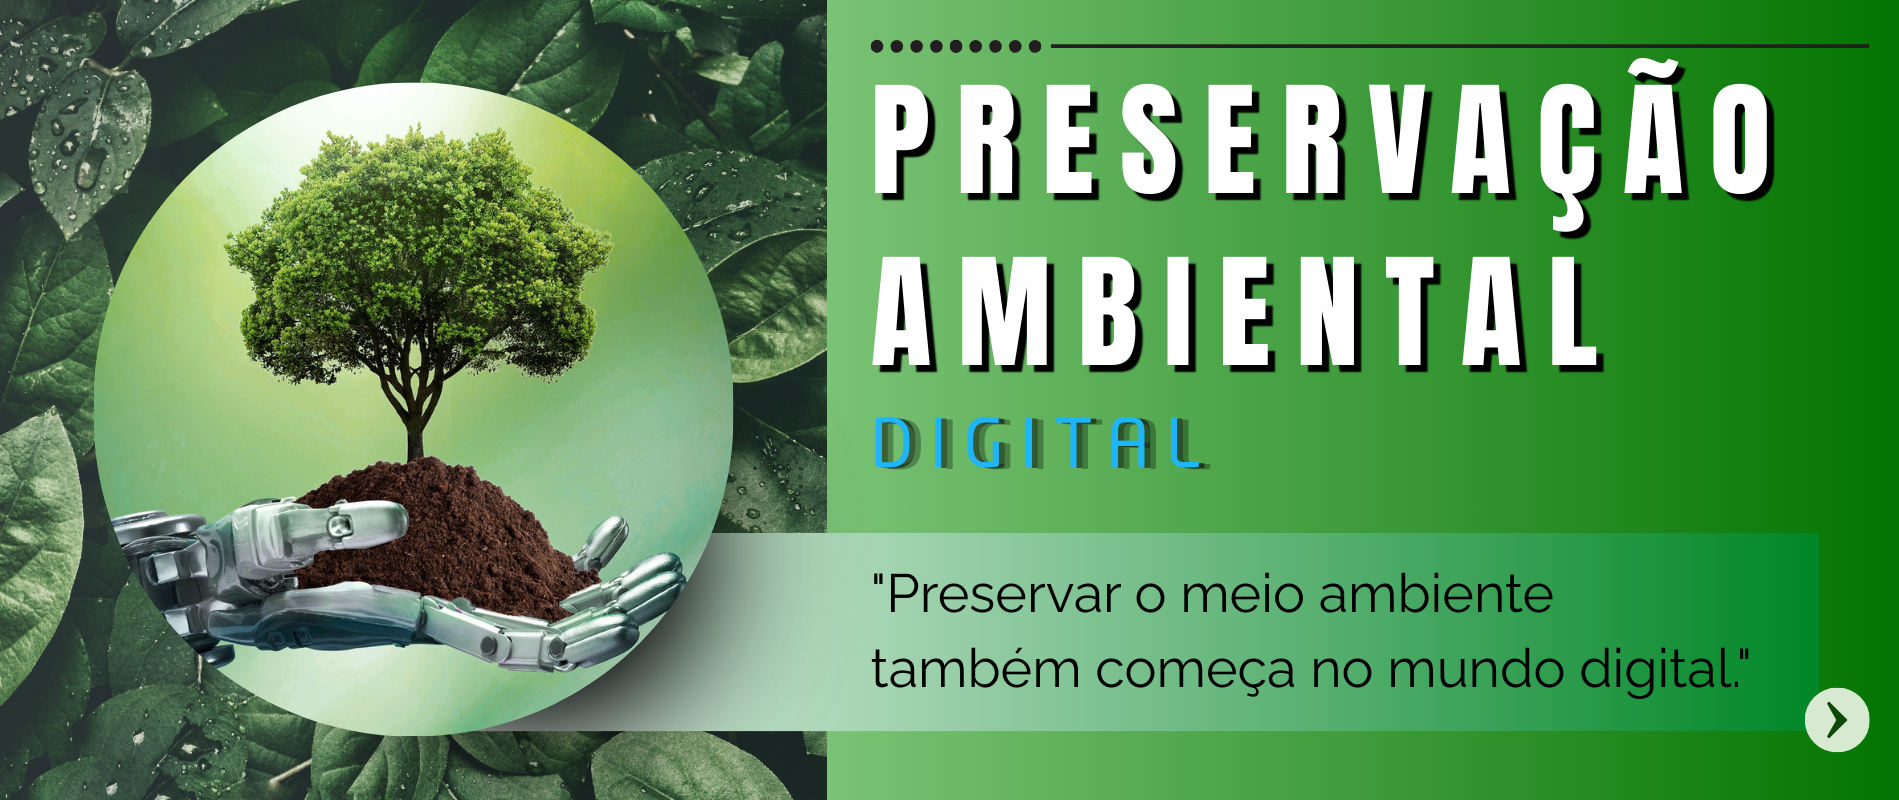 PRESERVAÇÃO
AMBIENTAL
DIGITAL
"Preservar o meio ambiente
também começa no mundo digital."